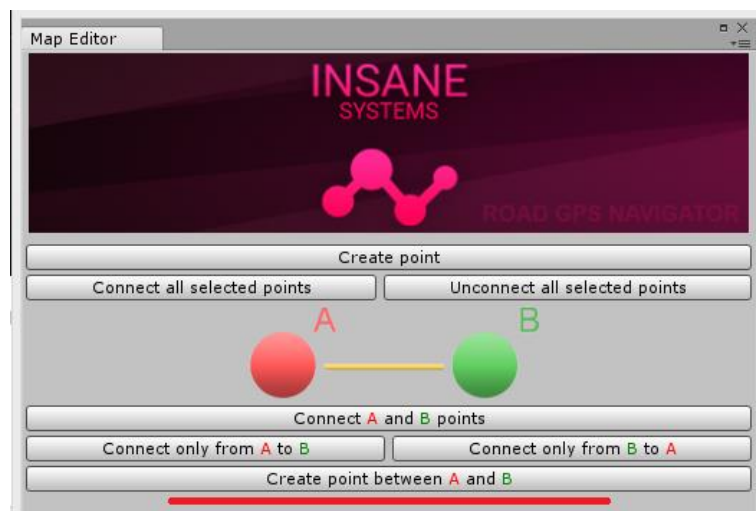 Map Editor
INSANE
SYSTEMS
ROAD GPS NAVIGATOR
Create point
Connect all selected points
Unconnect all selected points
A
B
Connect A and B points
Connect only from A to B
Connect only from B to A
Create point between A and B